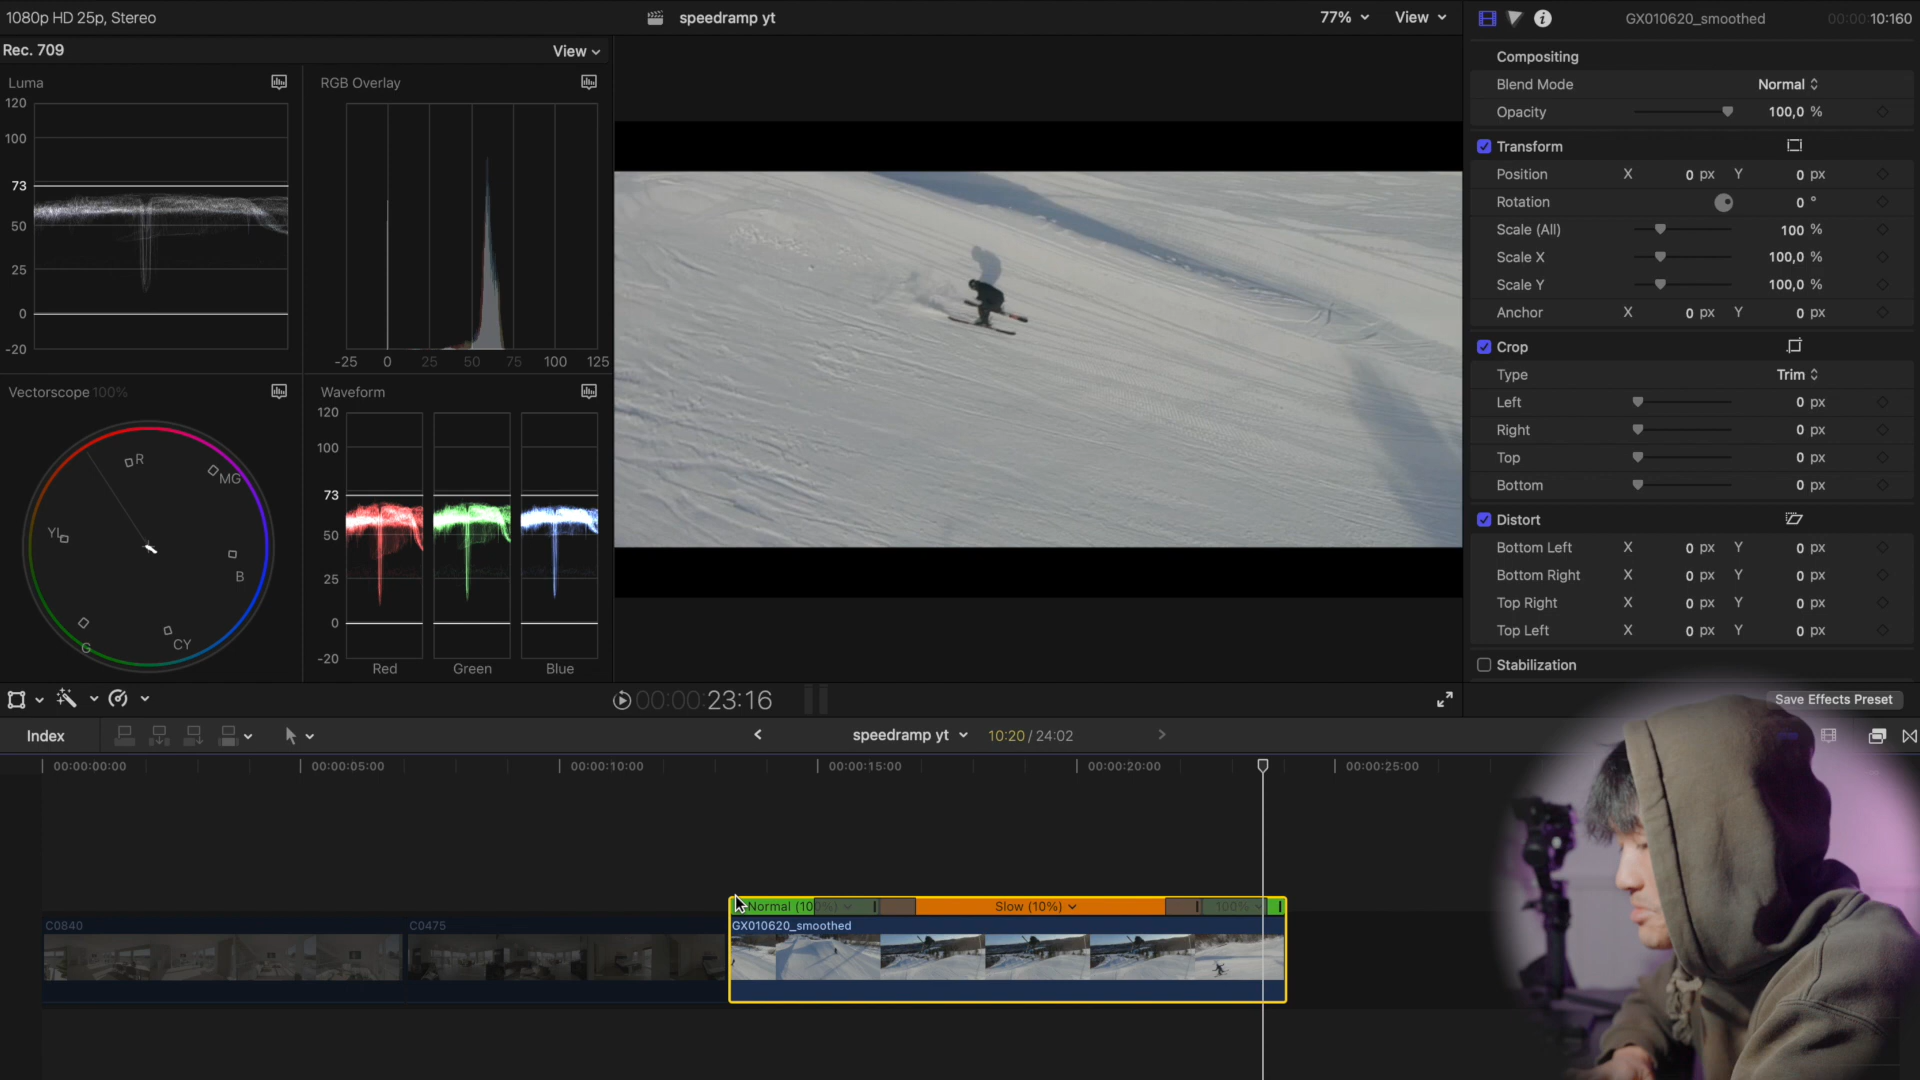 1080p HD 25p, Stereo
speedramp yt
77%
View
GX010620_smoothed
00:00:10:160
Rec. 709
View
Luma
120
100
73
50
25
0
-20
RGB Overlay
-25 0 25 50 75 100 125
Vectorscope 100%
R
MG
YL
B
G
CY
Waveform
120
100
73
50
25
0
-20
Red Green Blue
Compositing
Blend Mode Normal
Opacity 100,0 %
Transform
Position X 0 px Y 0 px
Rotation 0 °
Scale (All) 100 %
Scale X 100,0 %
Scale Y 100,0 %
Anchor X 0 px Y 0 px
Crop
Type Trim
Left 0 px
Right 0 px
Top 0 px
Bottom 0 px
Distort
Bottom Left X 0 px Y 0 px
Bottom Right X 0 px Y 0 px
Top Right X 0 px Y 0 px
Top Left X 0 px Y 0 px
Stabilization
00:00:23:16
Save Effects Preset
Index
speedramp yt
10:20 / 24:02
00:00:00:00 00:00:05:00 00:00:10:00 00:00:15:00 00:00:20:00 00:00:25:00
Normal (100%) Slow (10%) 100%
C0840 C0475 GX010620_smoothed